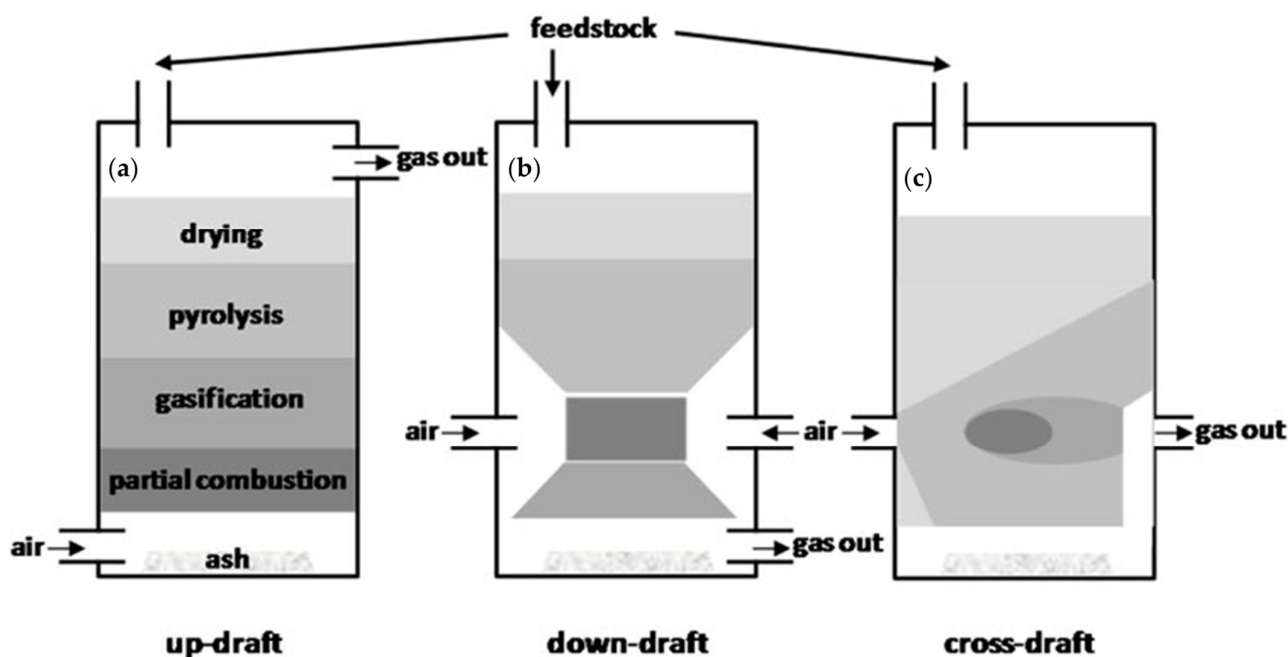 feedstock
(a)
gas out
(b)
(c)
drying
pyrolysis
gasification
partial combustion
air
air
air
gas out
air
ash
gas out
up-draft
down-draft
cross-draft